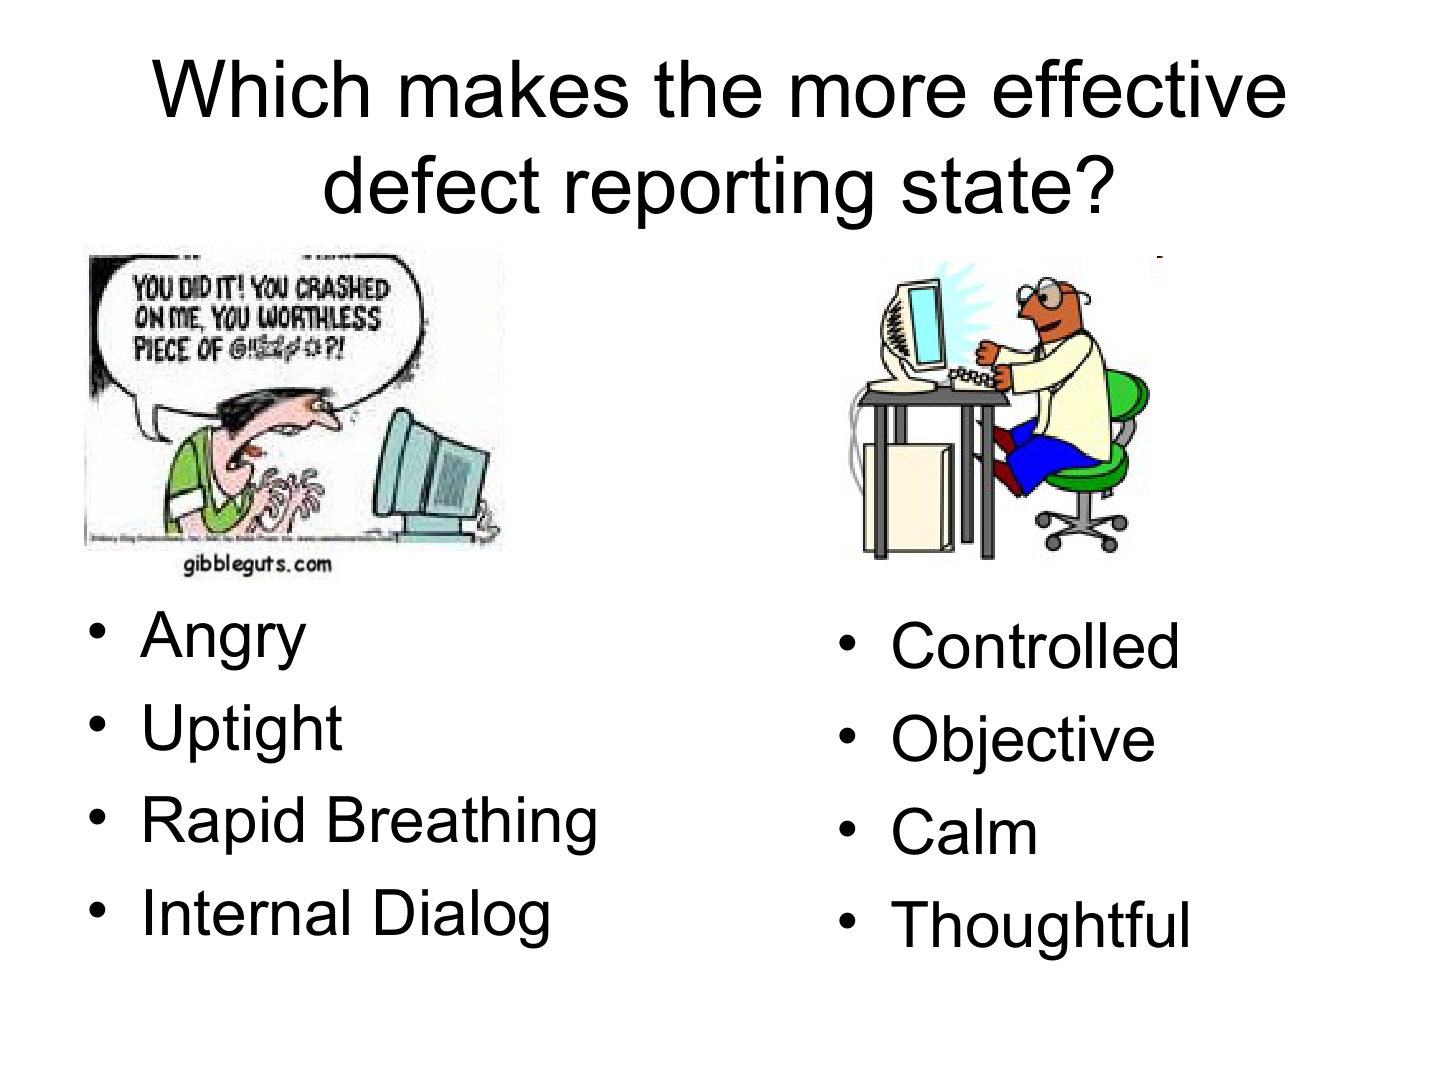 Which makes the more effective
defect reporting state?
YOU DID IT! YOU CRASHED
ON ME, YOU WORTHLESS
PIECE OF
gibbleguts.com
• Angry
• Uptight
• Rapid Breathing
• Internal Dialog
• Controlled
• Objective
• Calm
• Thoughtful